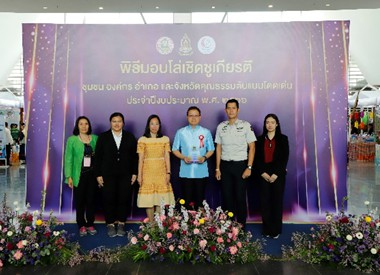 พิธีมอบโล่เชิดชูเกียรติ
ชุมชน องค์กร อำเภอ และจังหวัดคุณธรรมต้นแบบโดดเด่น
ประจำปีงบประมาณ พ.ศ.